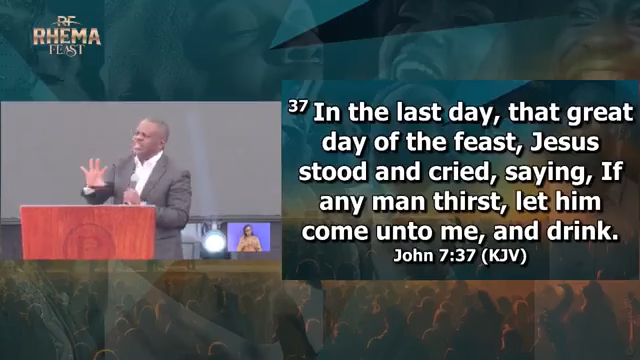 RF
RHEMA
FEAST
37 In the last day, that great
day of the feast, Jesus
stood and cried, saying, If
any man thirst, let him
come unto me, and drink.
John 7:37 (KJV)